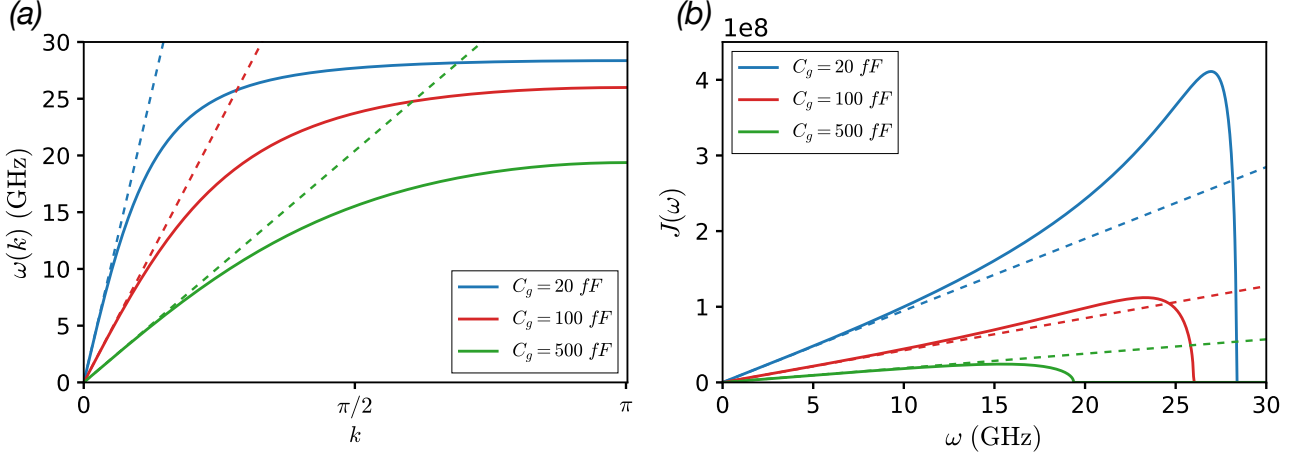 (a)
30
25
20
15
10
5
0
ω(k) (GHz)
0
π/2
π
k
C_g = 20 fF
C_g = 100 fF
C_g = 500 fF
(b)
1e8
4
3
2
1
0
J(ω)
0
5
10
15
20
25
30
ω (GHz)
C_g = 20 fF
C_g = 100 fF
C_g = 500 fF